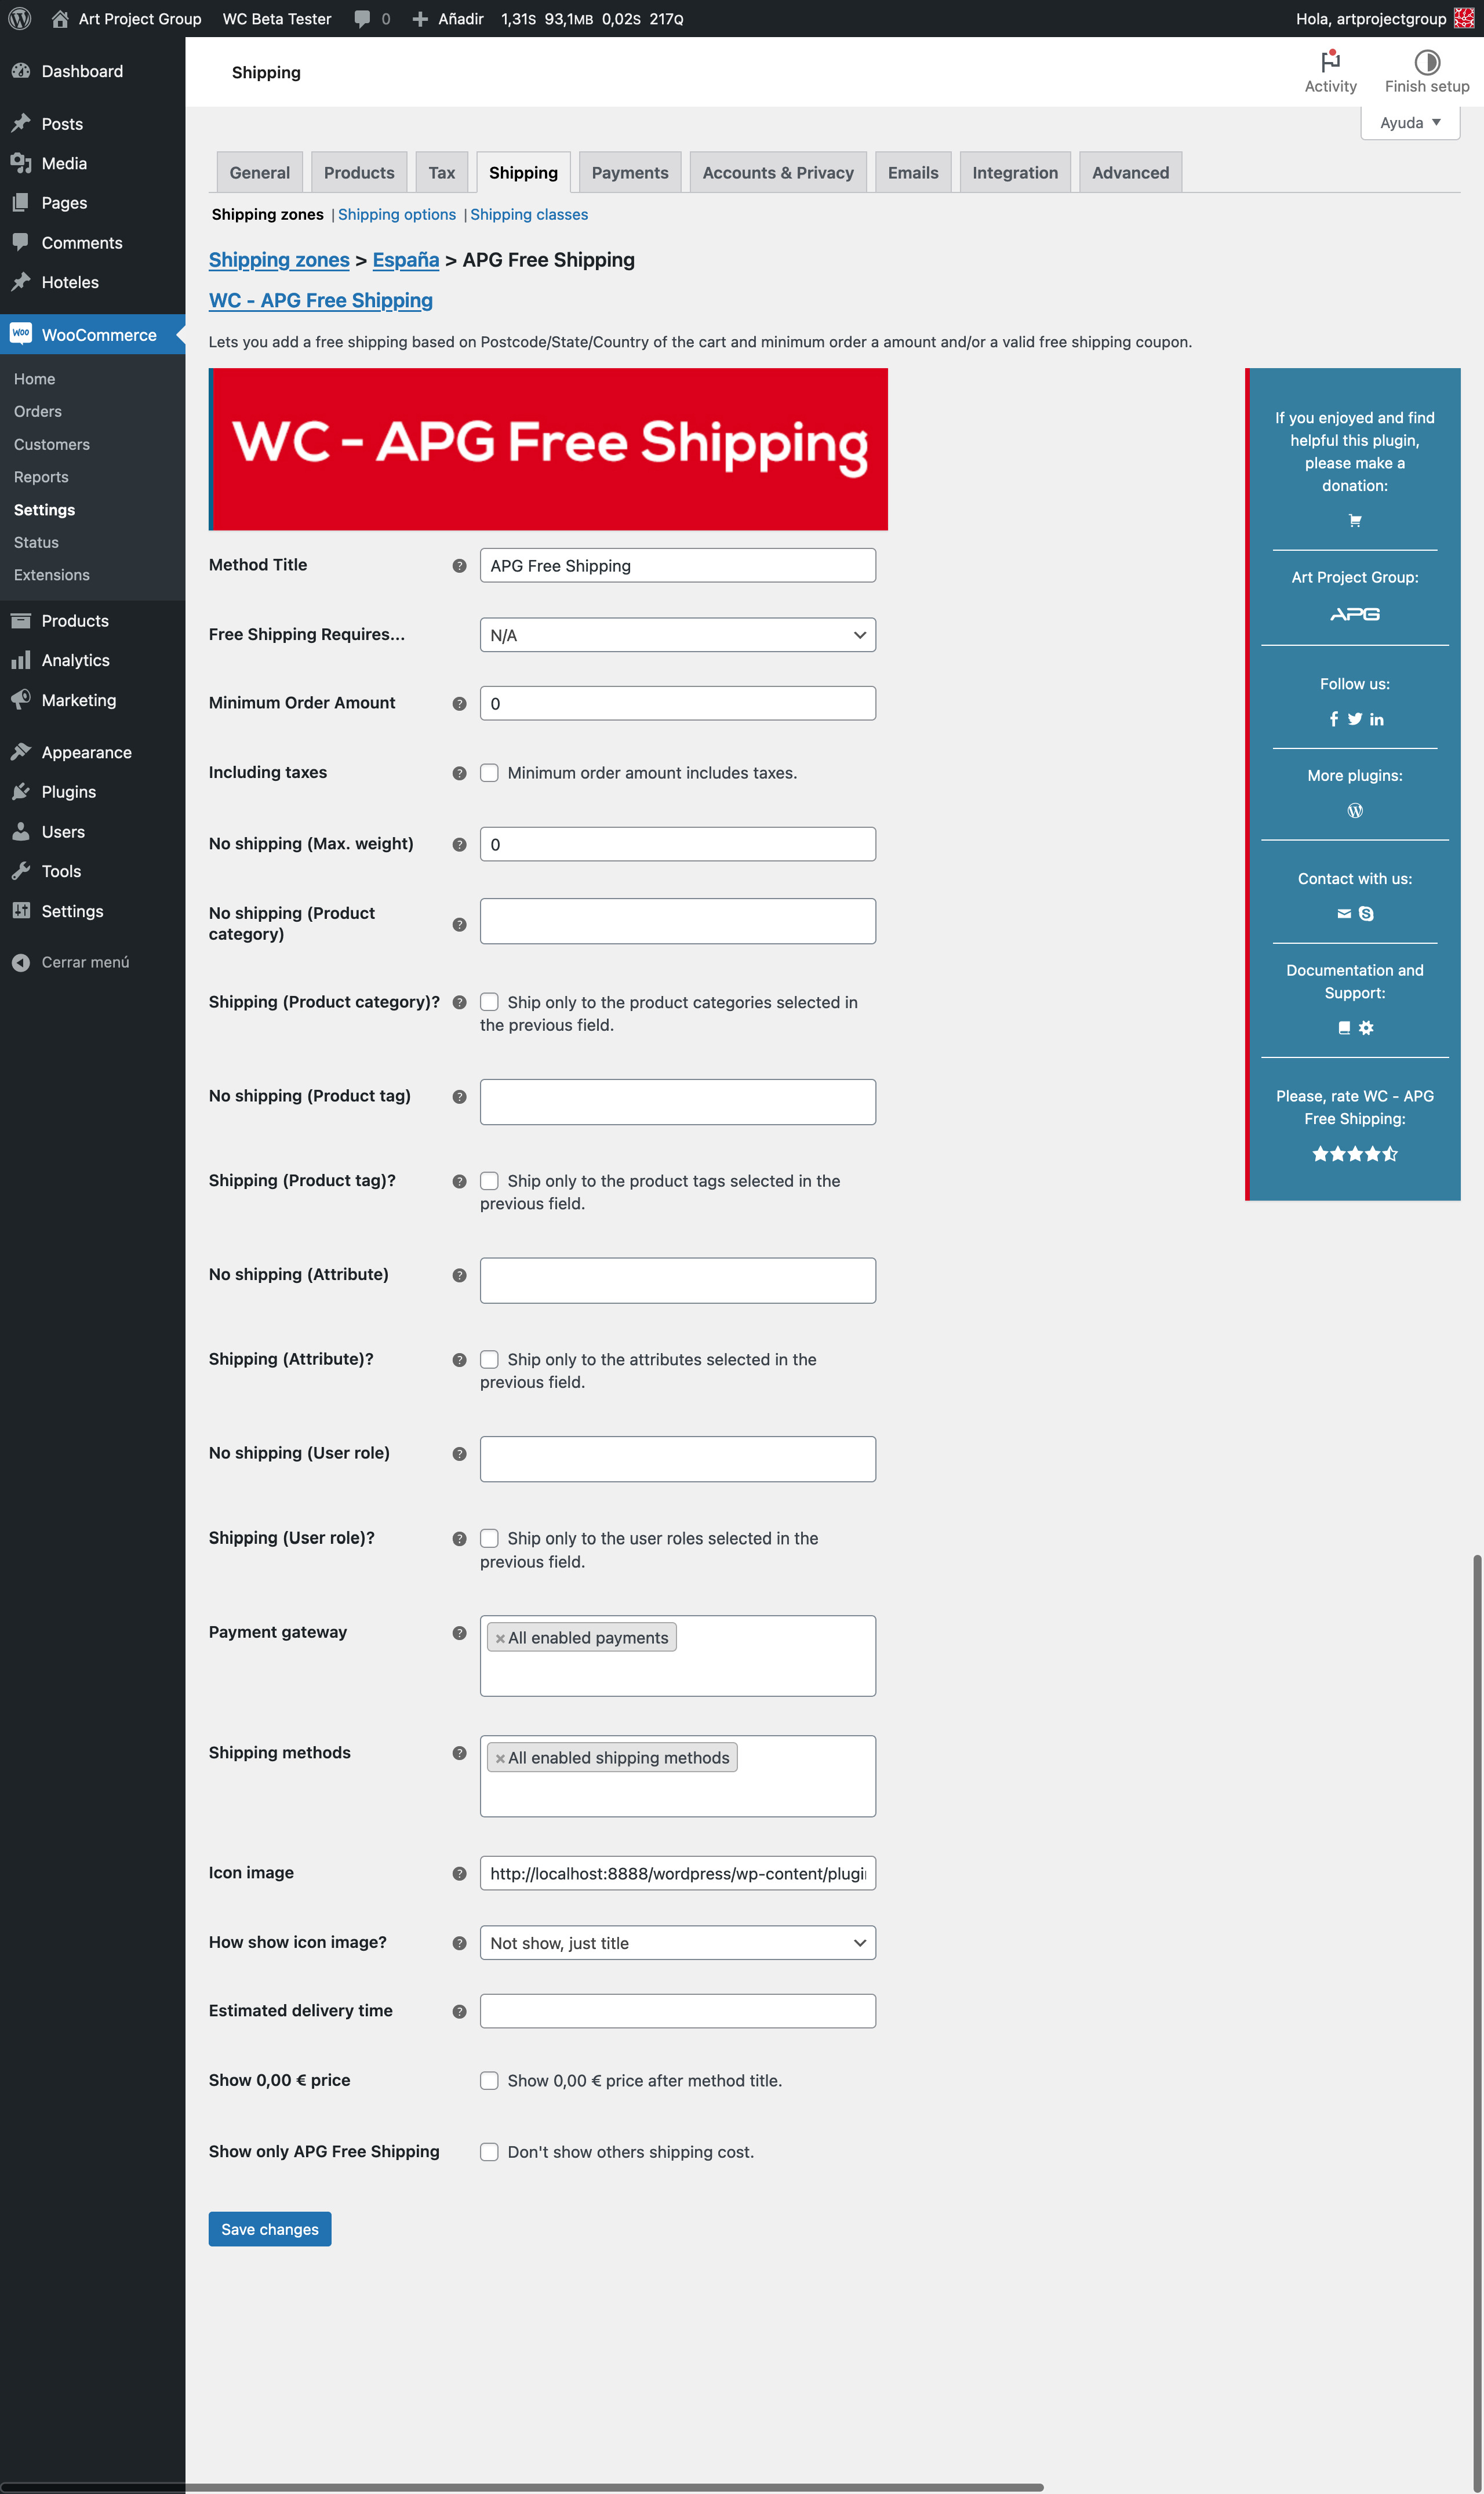 Art Project Group WC Beta Tester 0 Añadir 1,31S 93,1MB 0,02S 217Q Hola, artprojectgroup
Dashboard
Posts
Media
Pages
Comments
Hoteles
WOO WooCommerce
Home
Orders
Customers
Reports
Settings
Status
Extensions
Products
Analytics
Marketing
Appearance
Plugins
Users
Tools
Settings
Cerrar menú
Shipping
Activity
Finish setup
Ayuda
General Products Tax Shipping Payments Accounts & Privacy Emails Integration Advanced
Shipping zones | Shipping options | Shipping classes
Shipping zones > España > APG Free Shipping
WC - APG Free Shipping
Lets you add a free shipping based on Postcode/State/Country of the cart and minimum order a amount and/or a valid free shipping coupon.
WC - APG Free Shipping
Method Title ? APG Free Shipping
Free Shipping Requires... N/A
Minimum Order Amount ? 0
Including taxes ? Minimum order amount includes taxes.
No shipping (Max. weight) ? 0
No shipping (Product
category) ?
Shipping (Product category)? ? Ship only to the product categories selected in
the previous field.
No shipping (Product tag) ?
Shipping (Product tag)? ? Ship only to the product tags selected in the
previous field.
No shipping (Attribute) ?
Shipping (Attribute)? ? Ship only to the attributes selected in the
previous field.
No shipping (User role) ?
Shipping (User role)? ? Ship only to the user roles selected in the
previous field.
Payment gateway ? ×All enabled payments
Shipping methods ? ×All enabled shipping methods
Icon image ? http://localhost:8888/wordpress/wp-content/plugi
How show icon image? ? Not show, just title
Estimated delivery time ?
Show 0,00 € price Show 0,00 € price after method title.
Show only APG Free Shipping Don't show others shipping cost.
Save changes
If you enjoyed and find
helpful this plugin,
please make a
donation:
Art Project Group:
APG
Follow us:
More plugins:
Contact with us:
Documentation and
Support:
Please, rate WC - APG
Free Shipping: